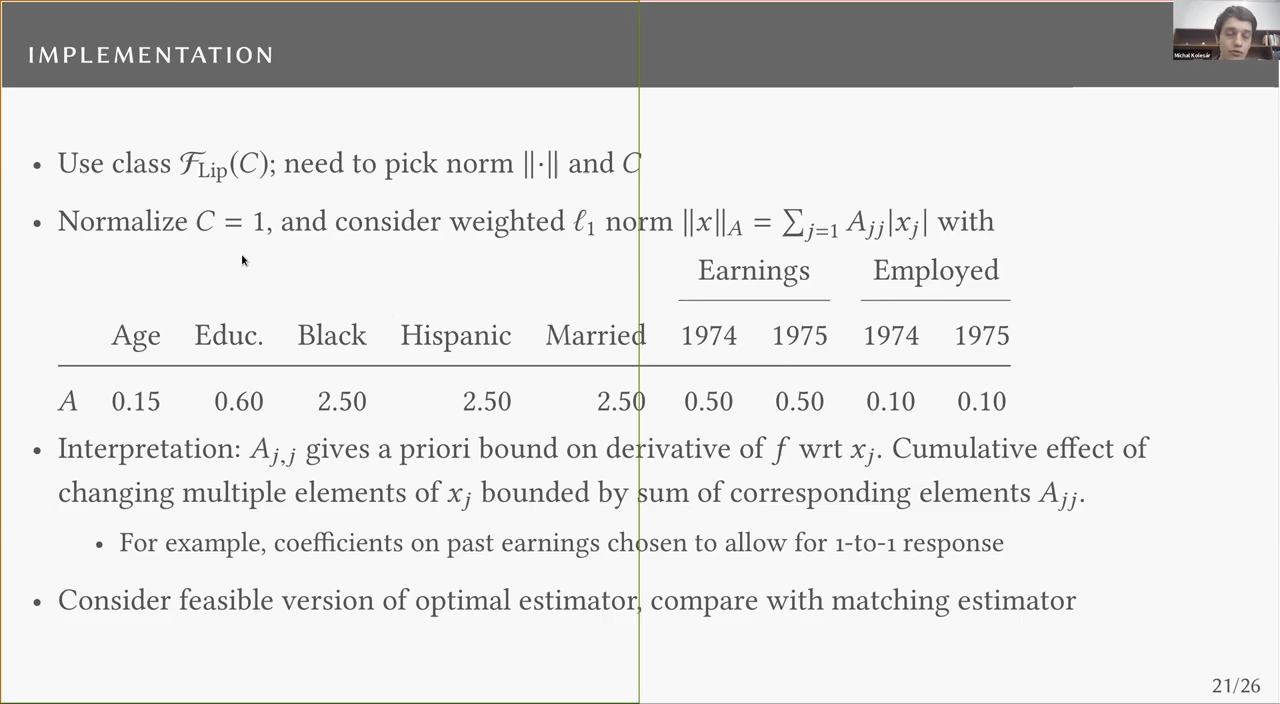 IMPLEMENTATION
Michal Kolesár
• Use class ℱ_Lip(C); need to pick norm ‖·‖ and C
• Normalize C = 1, and consider weighted ℓ₁ norm ‖x‖_A = ∑_{j=1} A_{jj}|x_j| with
Earnings Employed
Age Educ. Black Hispanic Married 1974 1975 1974 1975
A 0.15 0.60 2.50 2.50 2.50 0.50 0.50 0.10 0.10
• Interpretation: A_{j,j} gives a priori bound on derivative of f wrt x_j. Cumulative effect of
changing multiple elements of x_j bounded by sum of corresponding elements A_{jj}.
• For example, coefficients on past earnings chosen to allow for 1-to-1 response
• Consider feasible version of optimal estimator, compare with matching estimator
21/26